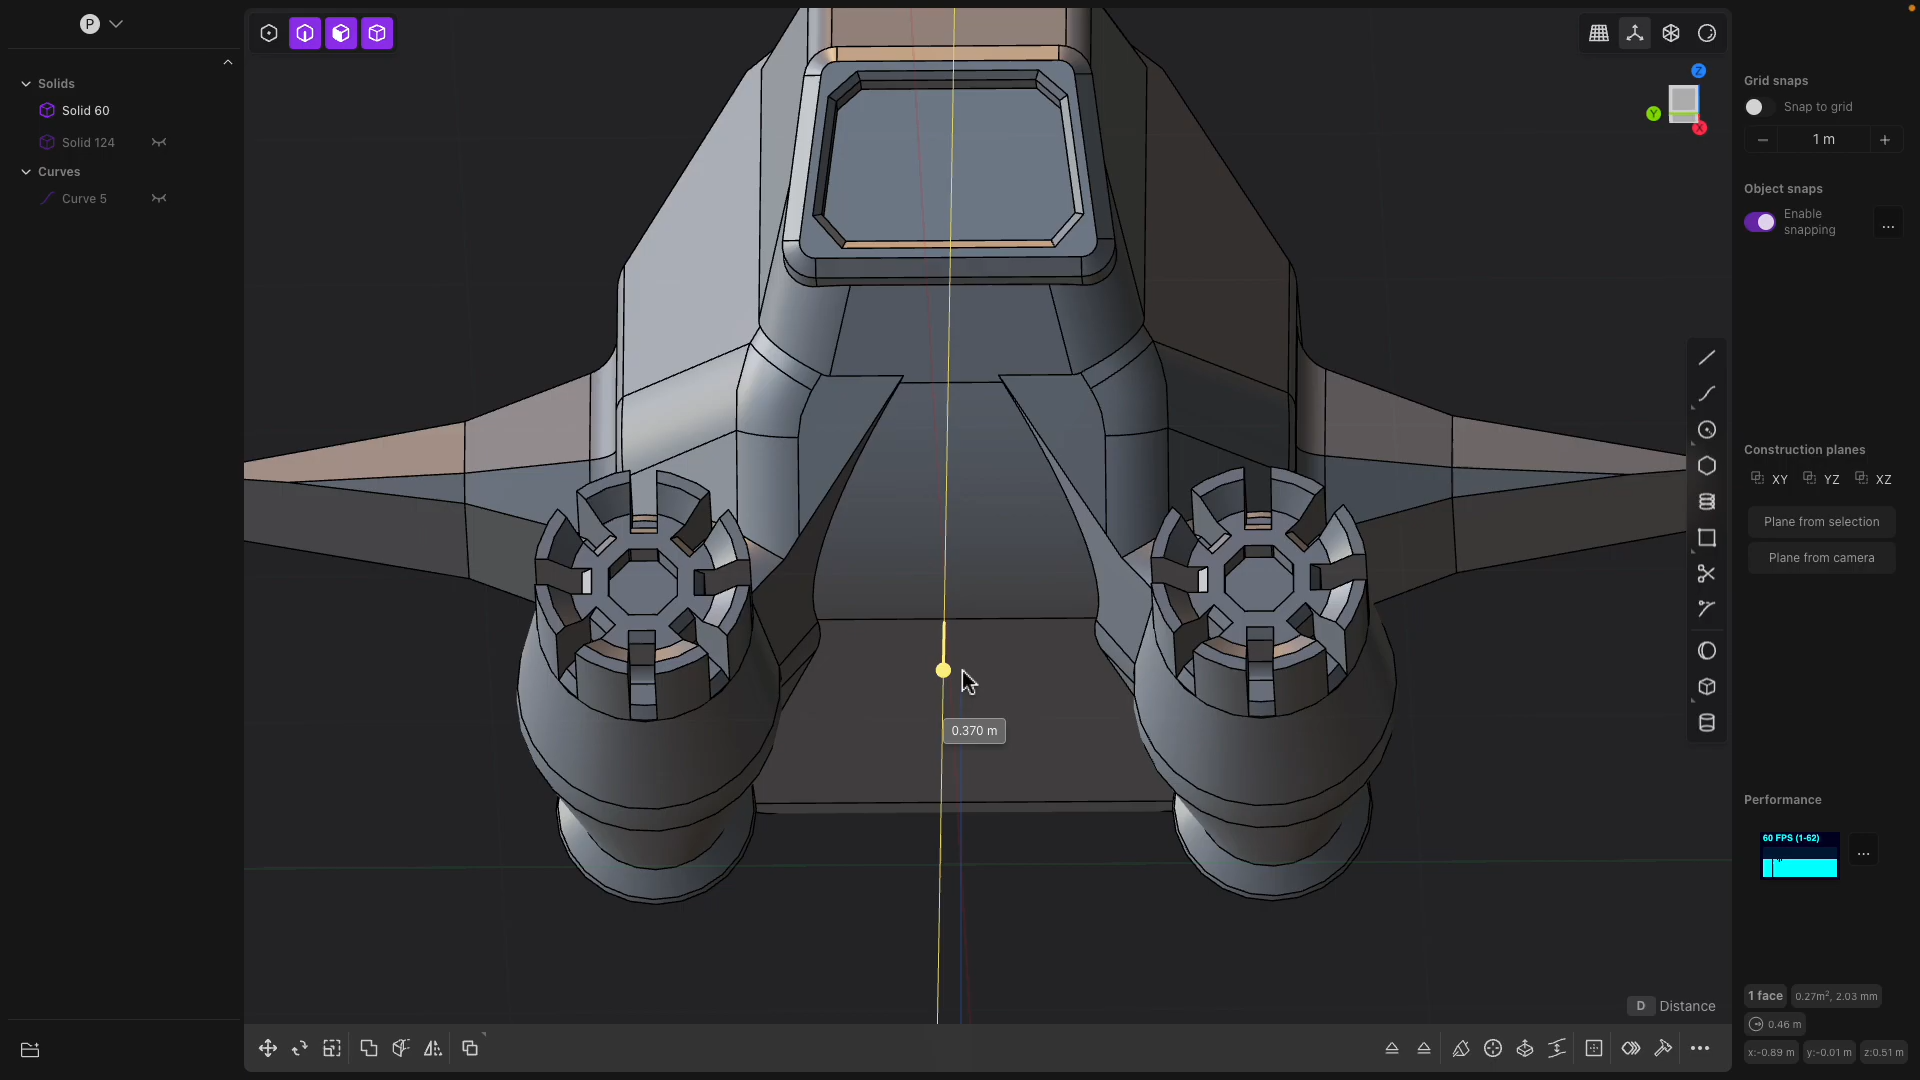 P
Solids
Solid 60
Solid 124
Curves
Curve 5
Z
Y
X
0.370 m
D Distance
Grid snaps
Snap to grid
1 m
Object snaps
Enable
snapping
...
Construction planes
XY YZ XZ
Plane from selection
Plane from camera
Performance
60 FPS (1-62)
...
1 face 0.27m², 2.03 mm
0.46 m
x:-0.89 m y:-0.01 m z:0.51 m